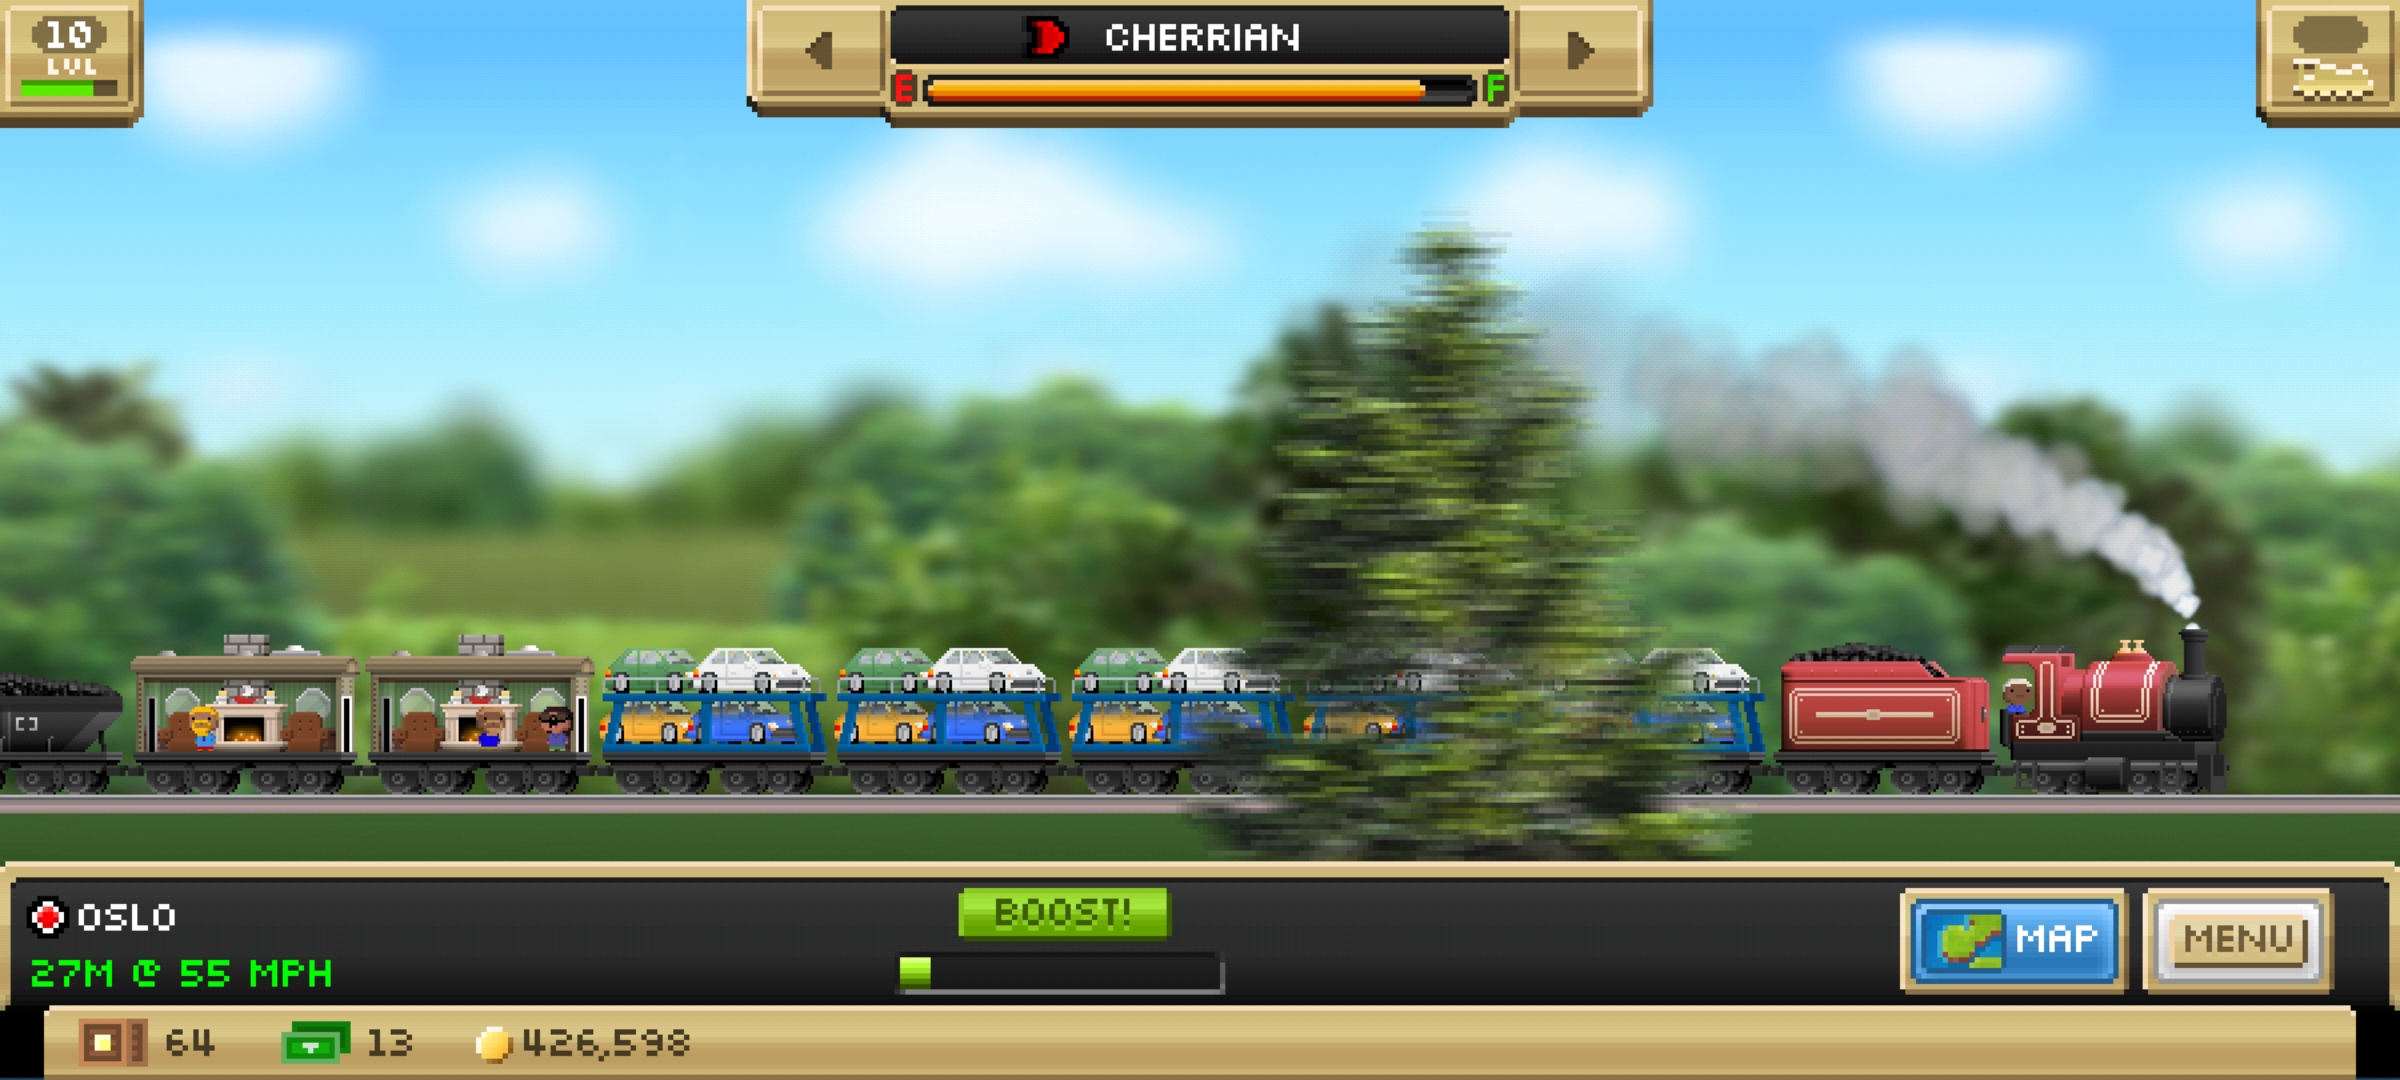 10
LVL
CHERRIAN
E F
OSLO
27M @ 55 MPH
BOOST!
MAP
MENU
64
13
426,598